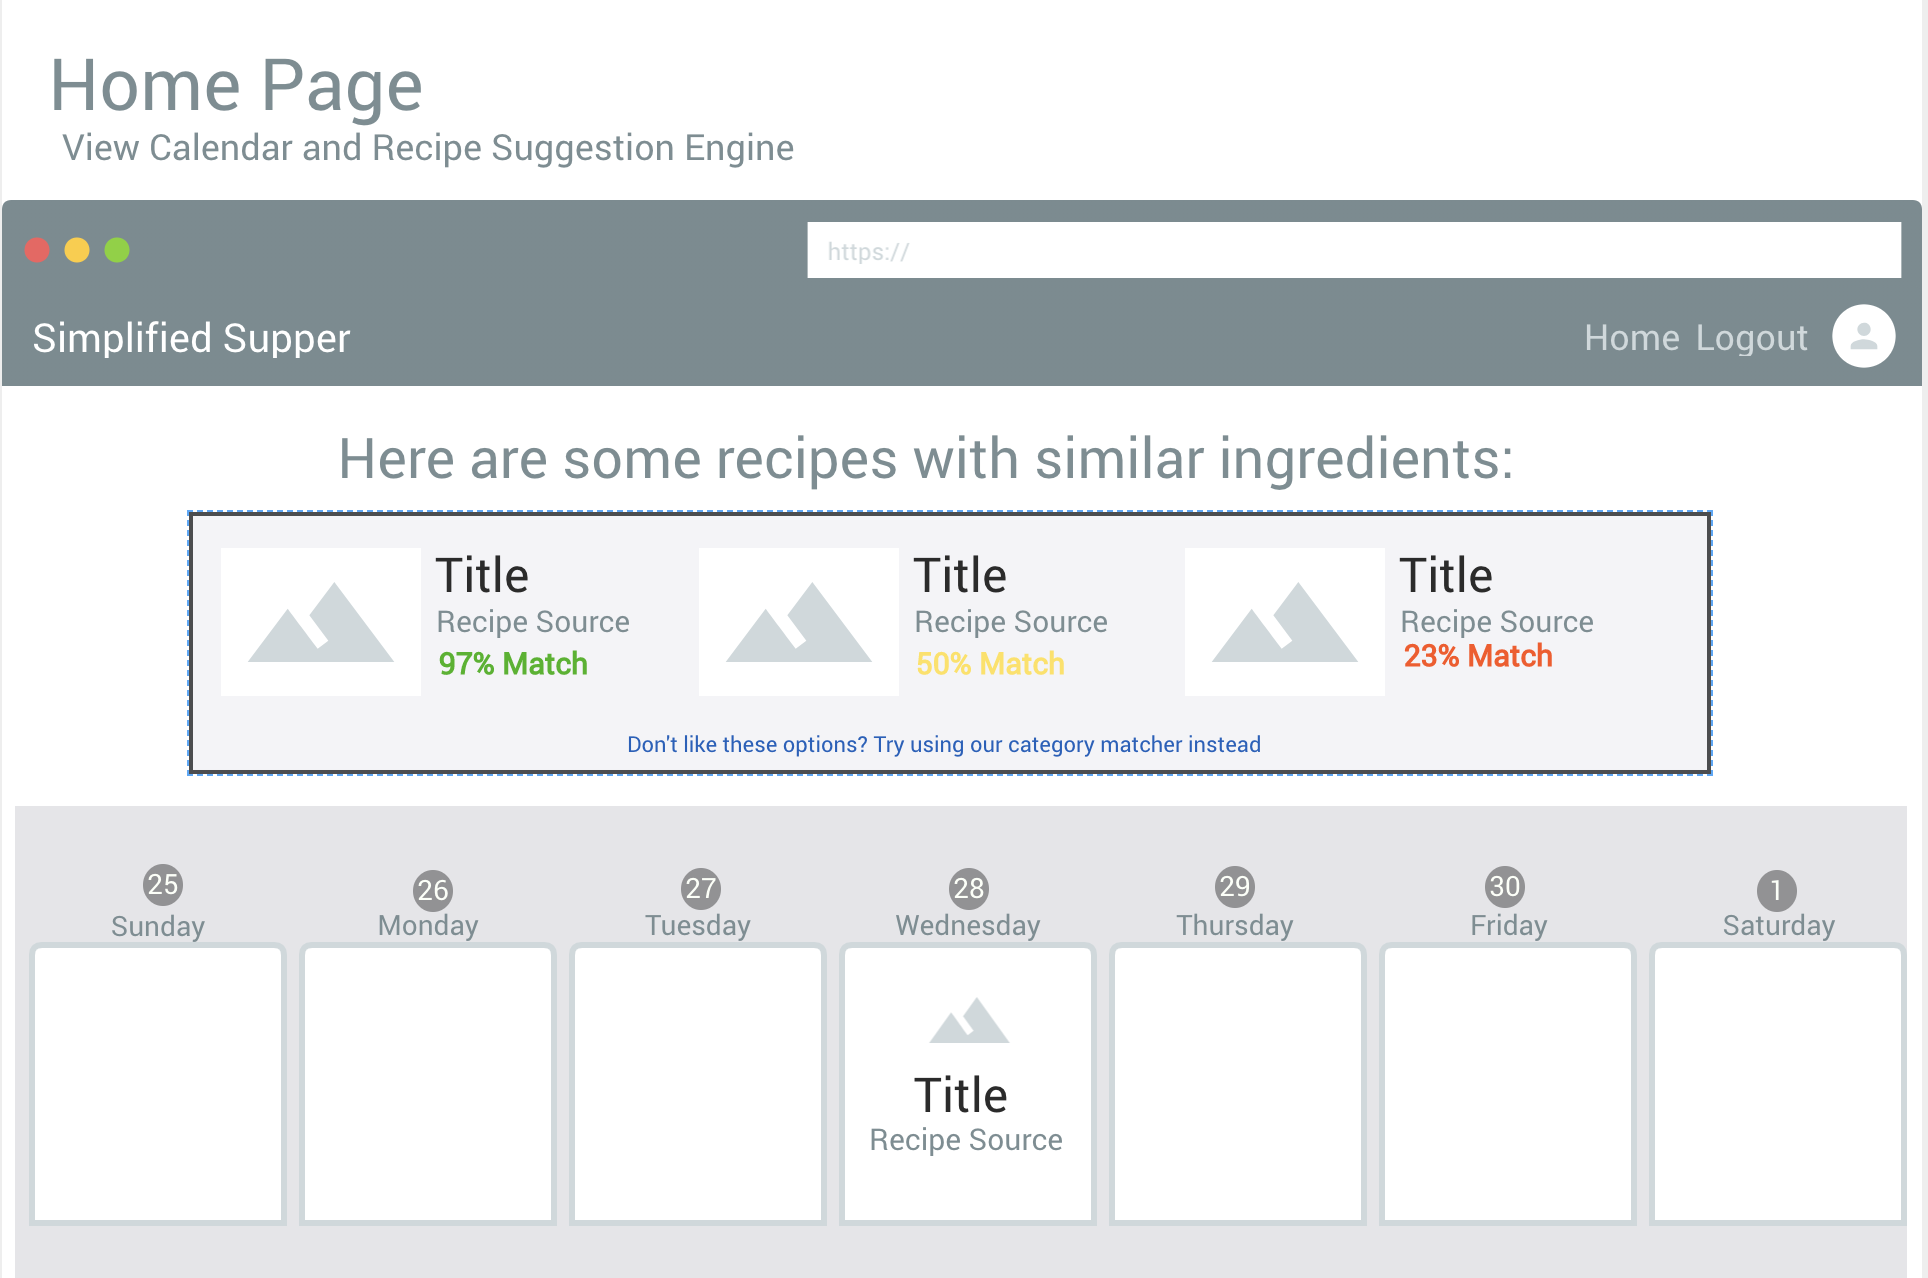 Home Page
View Calendar and Recipe Suggestion Engine
https://
Simplified Supper
Home Logout
Here are some recipes with similar ingredients:
Title
Recipe Source
97% Match
Title
Recipe Source
50% Match
Title
Recipe Source
23% Match
Don't like these options? Try using our category matcher instead
25
Sunday
26
Monday
27
Tuesday
28
Wednesday
29
Thursday
30
Friday
1
Saturday
Title
Recipe Source